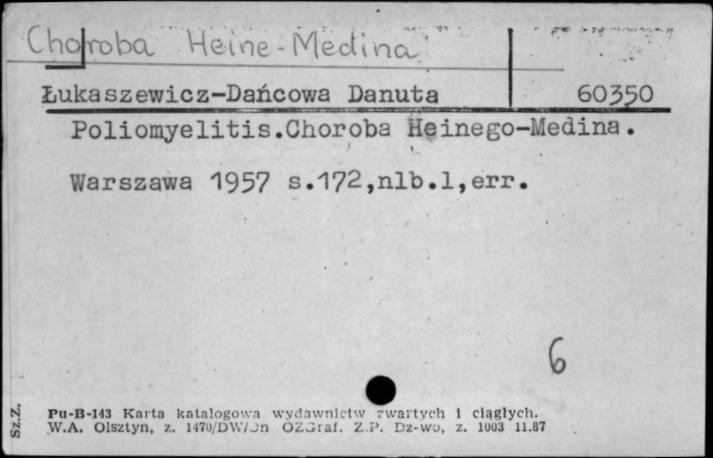 Choroba Heine-Medina
Łukaszewicz-Dańcowa Danuta 60350
Poliomyelitis.Choroba Heinego-Medina.
Warszawa 1957 s.172,nlb.1,err.
6
Sz.Z.
Pu-B-143 Karta katalogowa wydawnictw zwartych i ciągłych.
W.A. Olsztyn, z. 1470/DW/Jn OZGraf. Z.P. Dz-wo, z. 1003 11.87